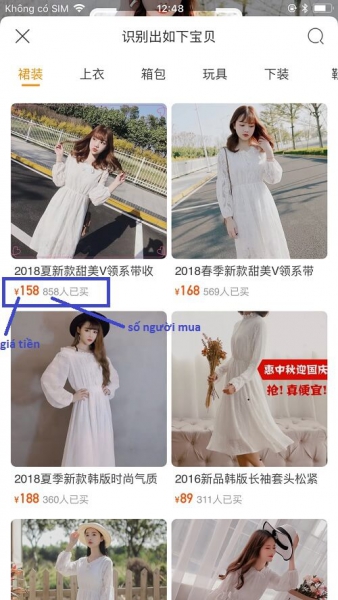 Không có SIM
12:48
识别出如下宝贝
裙装 上衣 箱包 玩具 下装
2018夏新款甜美V领系带收
¥158 858人已买
2018春季新款甜美V领系带
¥168 569人已买
số người mua
giá tiền
惠中秋迎国庆
抢！真便宜！
2018夏季新款韩版时尚气质
¥188 360人已买
2016新品韩版长袖套头松紧
¥89 311人已买